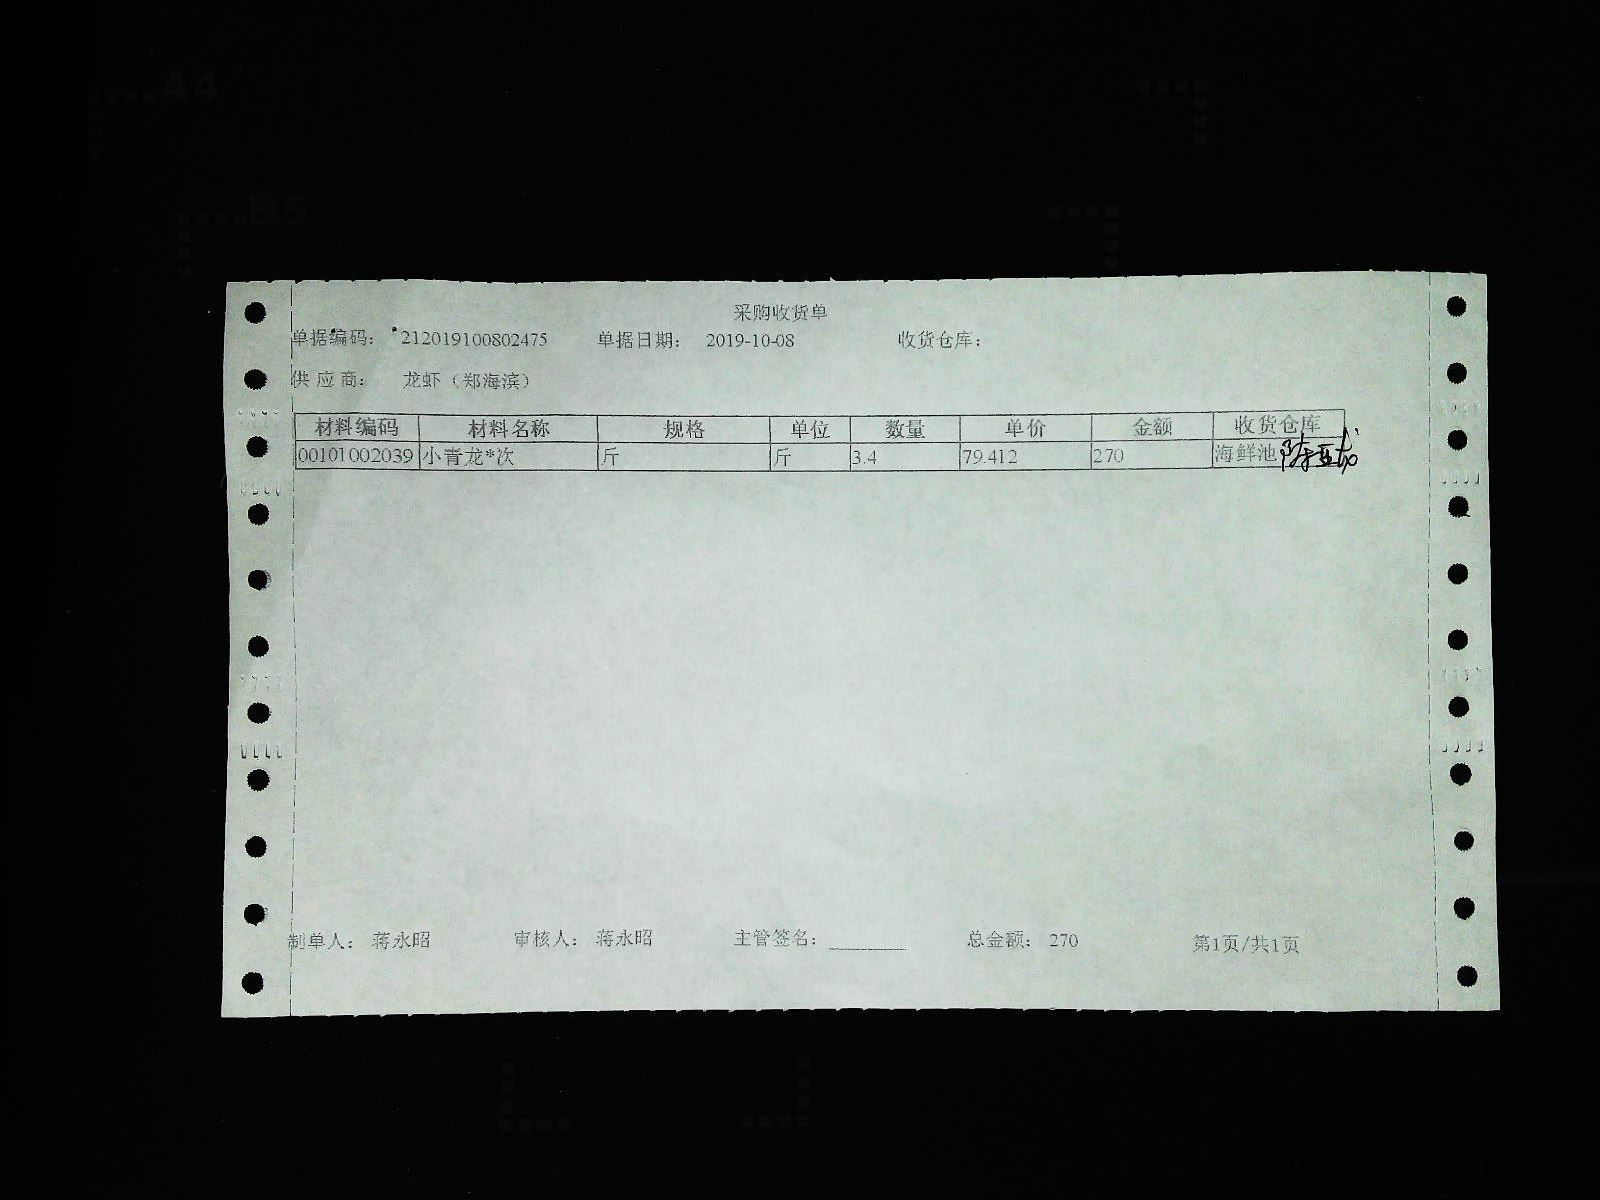 A4
B5
采购收货单
单据编码： 212019100802475 单据日期： 2019-10-08 收货仓库：
供应商： 龙虾（郑海滨）
材料编码 材料名称 规格 单位 数量 单价 金额 收货仓库
00101002039 小青龙*次 斤 斤 3.4 79.412 270 海鲜池
制单人： 蒋永昭 审核人： 蒋永昭 主管签名： 总金额： 270 第1页/共1页